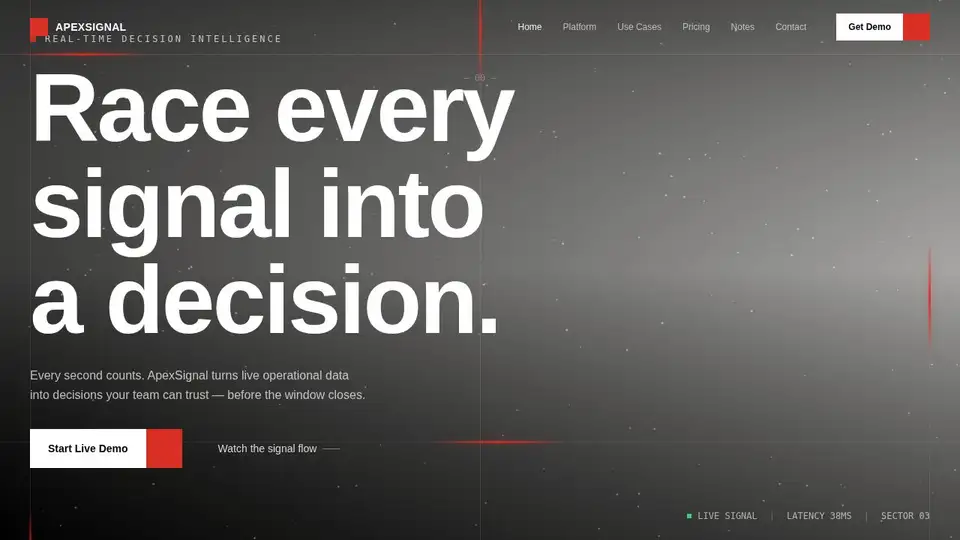 APEXSIGNAL
Home Platform Use Cases Pricing Notes Contact Get Demo
REAL-TIME DECISION INTELLIGENCE
— 00 —
Race every
signal into
a decision.
Every second counts. ApexSignal turns live operational data
into decisions your team can trust — before the window closes.
Start Live Demo Watch the signal flow
LIVE SIGNAL | LATENCY 38MS | SECTOR 03